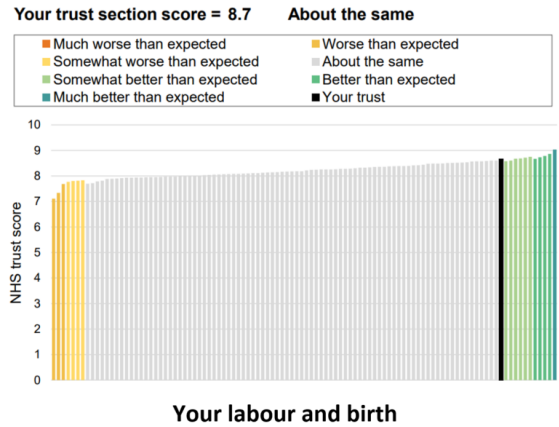 Your trust section score = 8.7 About the same
Much worse than expected Worse than expected
Somewhat worse than expected About the same
Somewhat better than expected Better than expected
Much better than expected Your trust
10
9
8
7
6
5
4
3
2
1
0
NHS trust score
Your labour and birth